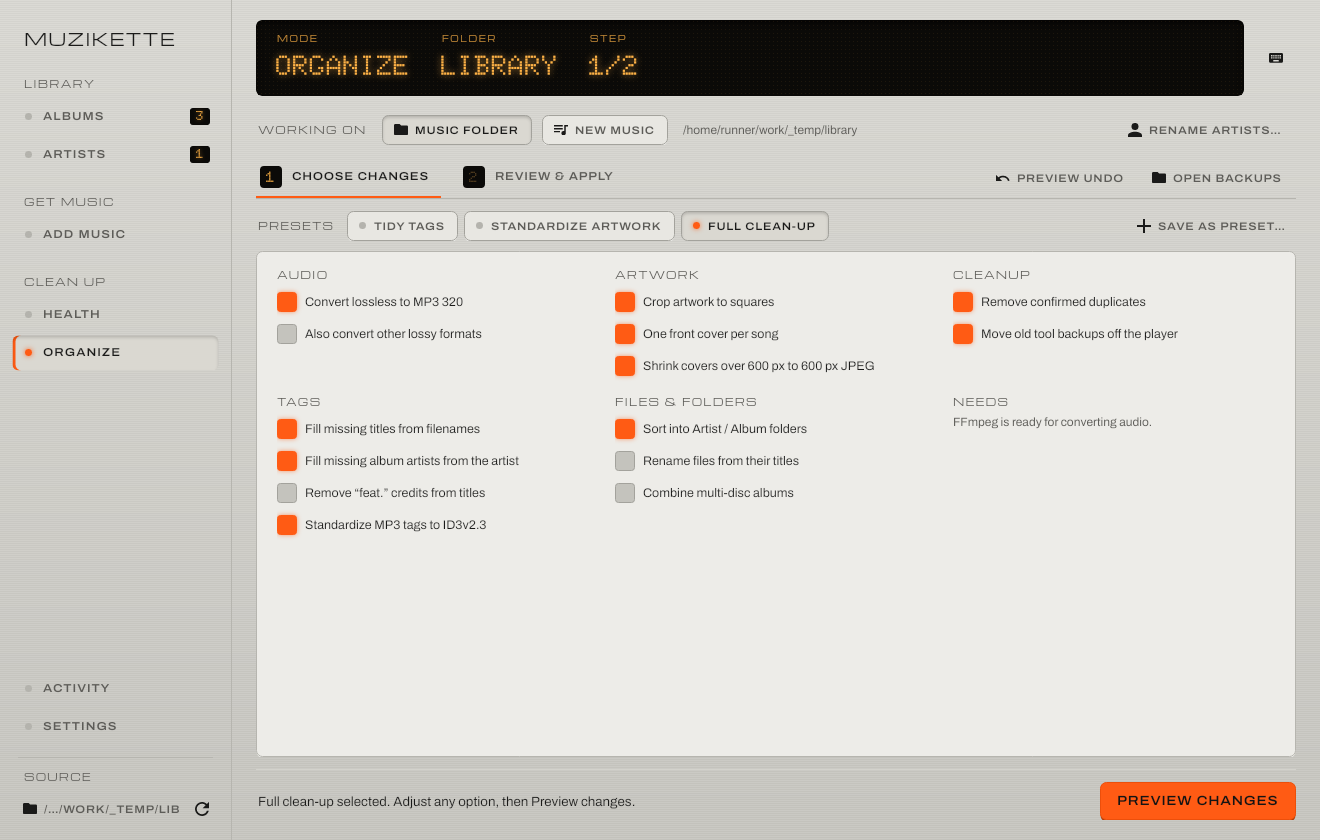 MUZIKETTE
LIBRARY
ALBUMS 3
ARTISTS 1
GET MUSIC
ADD MUSIC
CLEAN UP
HEALTH
ORGANIZE
ACTIVITY
SETTINGS
SOURCE
/.../WORK/_TEMP/LIB
MODE FOLDER STEP
ORGANIZE LIBRARY 1/2
WORKING ON MUSIC FOLDER NEW MUSIC /home/runner/work/_temp/library RENAME ARTISTS...
1 CHOOSE CHANGES 2 REVIEW & APPLY PREVIEW UNDO OPEN BACKUPS
PRESETS TIDY TAGS STANDARDIZE ARTWORK FULL CLEAN-UP SAVE AS PRESET...
AUDIO
Convert lossless to MP3 320
Also convert other lossy formats
ARTWORK
Crop artwork to squares
One front cover per song
Shrink covers over 600 px to 600 px JPEG
CLEANUP
Remove confirmed duplicates
Move old tool backups off the player
TAGS
Fill missing titles from filenames
Fill missing album artists from the artist
Remove “feat.” credits from titles
Standardize MP3 tags to ID3v2.3
FILES & FOLDERS
Sort into Artist / Album folders
Rename files from their titles
Combine multi-disc albums
NEEDS
FFmpeg is ready for converting audio.
Full clean-up selected. Adjust any option, then Preview changes.
PREVIEW CHANGES